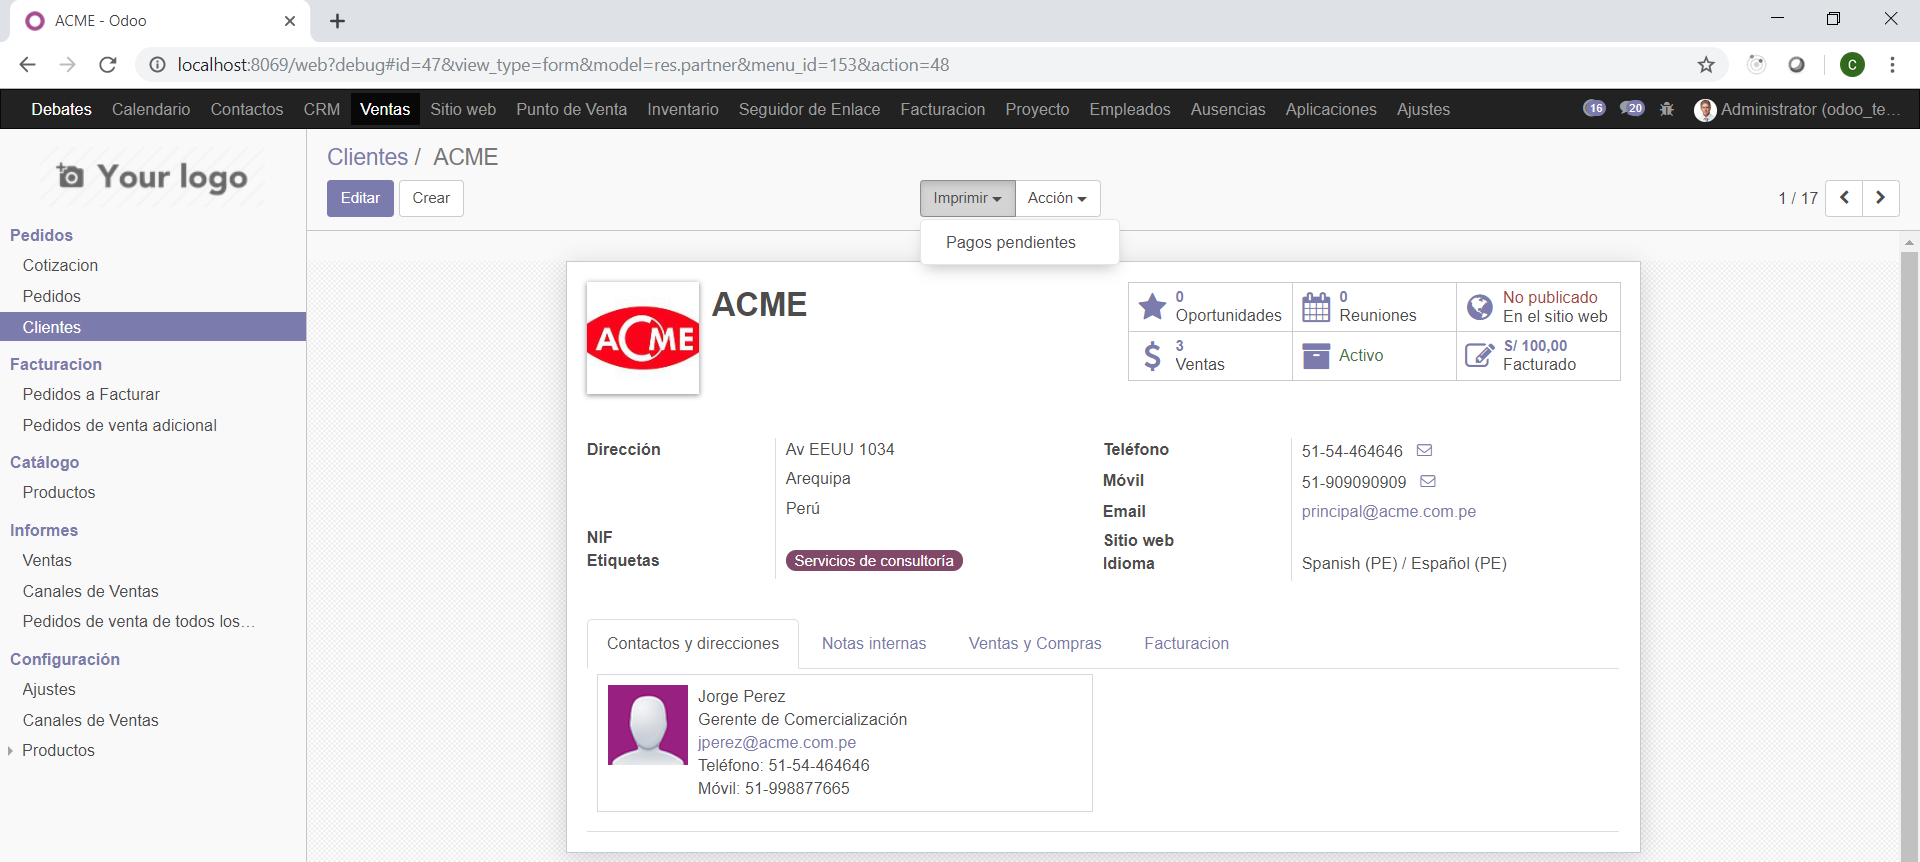 ACME - Odoo
localhost:8069/web?debug#id=47&view_type=form&model=res.partner&menu_id=153&action=48
C
Debates Calendario Contactos CRM Ventas Sitio web Punto de Venta Inventario Seguidor de Enlace Facturacion Proyecto Empleados Ausencias Aplicaciones Ajustes 16 20 Administrator (odoo_te...
Your logo
Pedidos
Cotizacion
Pedidos
Clientes
Facturacion
Pedidos a Facturar
Pedidos de venta adicional
Catálogo
Productos
Informes
Ventas
Canales de Ventas
Pedidos de venta de todos los...
Configuración
Ajustes
Canales de Ventas
Productos
Clientes / ACME
Editar Crear Imprimir Acción 1 / 17
Pagos pendientes
ACME
ACME
0
Oportunidades
0
Reuniones
No publicado
En el sitio web
3
Ventas
Activo
S/ 100,00
Facturado
Dirección Av EEUU 1034
Arequipa
Perú
NIF
Etiquetas Servicios de consultoría
Teléfono 51-54-464646
Móvil 51-909090909
Email principal@acme.com.pe
Sitio web
Idioma Spanish (PE) / Español (PE)
Contactos y direcciones Notas internas Ventas y Compras Facturacion
Jorge Perez
Gerente de Comercialización
jperez@acme.com.pe
Teléfono: 51-54-464646
Móvil: 51-998877665